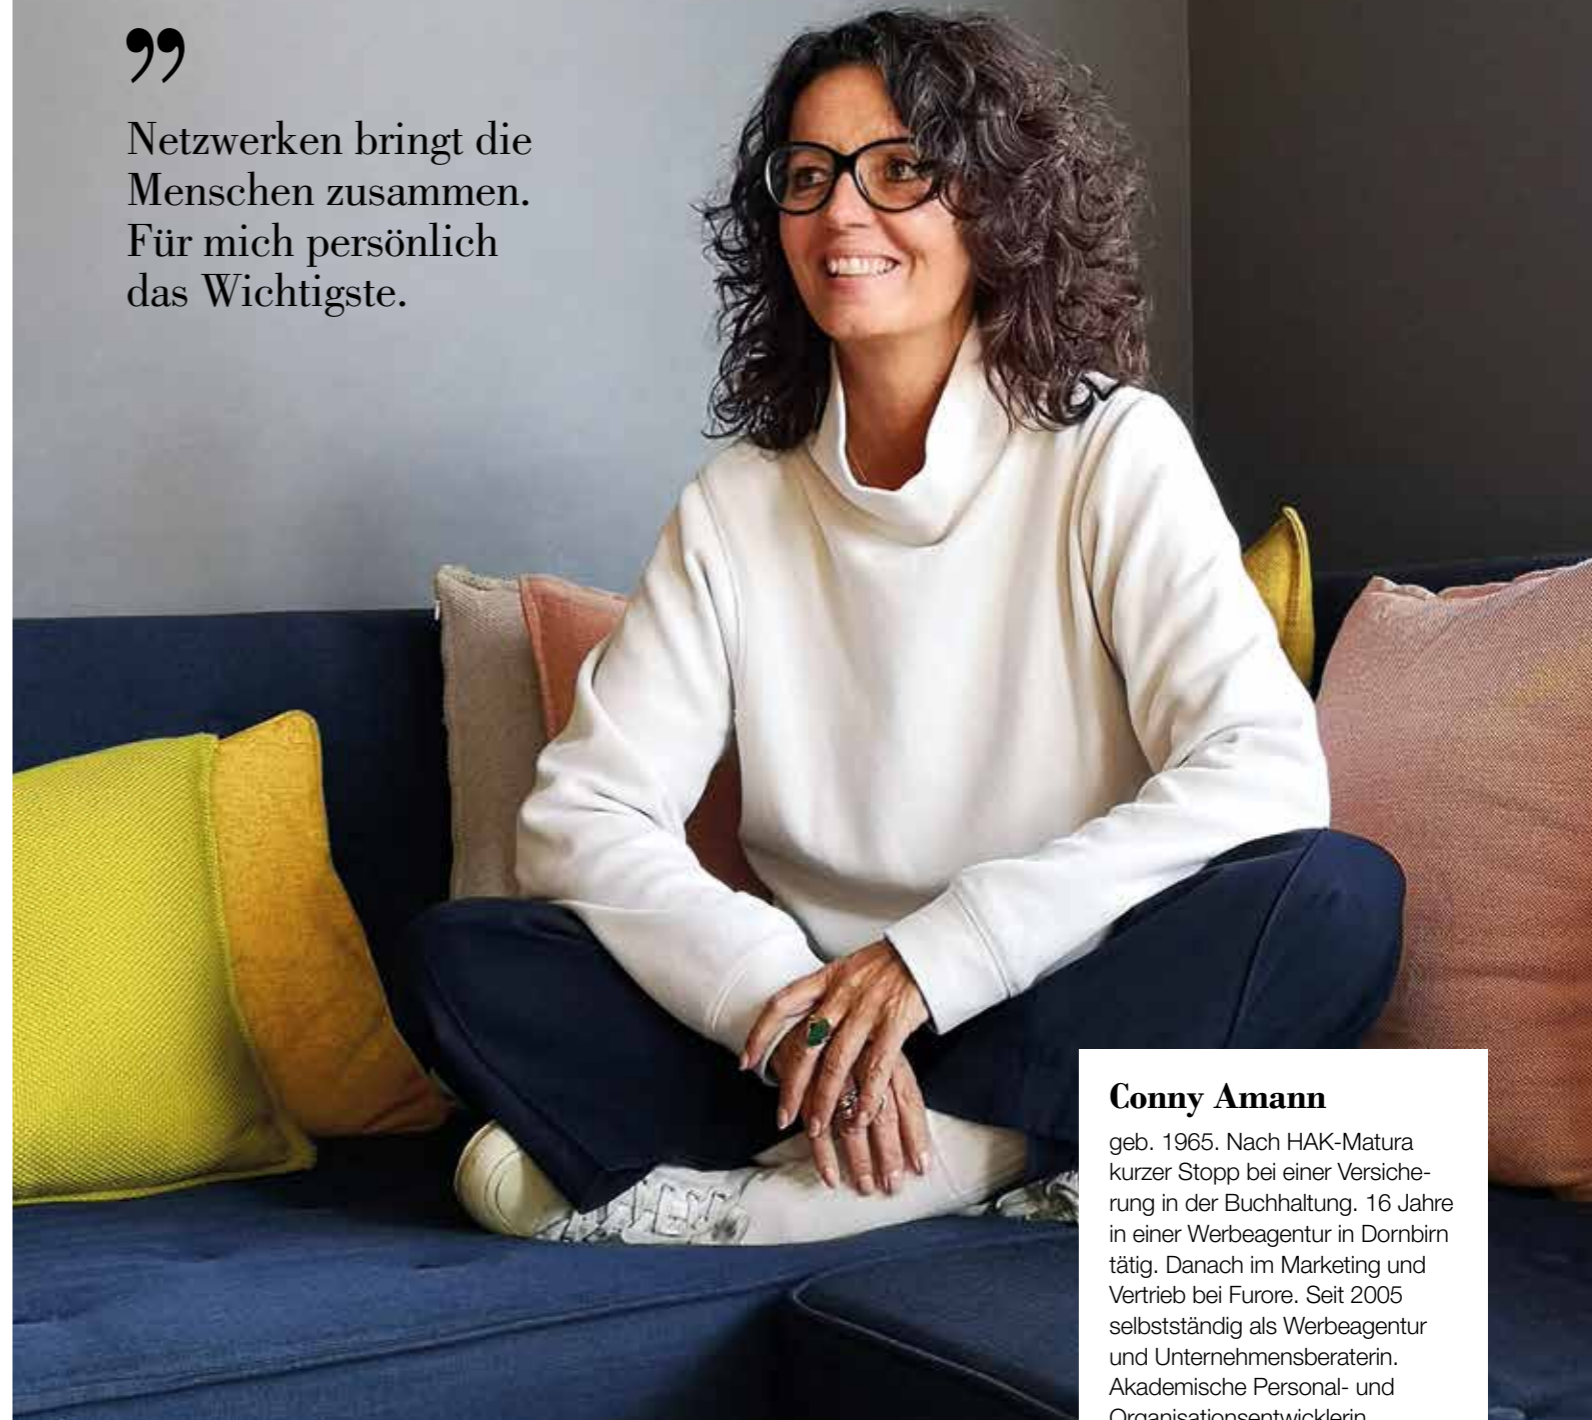 ”
Netzwerken bringt die
Menschen zusammen.
Für mich persönlich
das Wichtigste.
Conny Amann
geb. 1965. Nach HAK-Matura
kurzer Stopp bei einer Versiche-
rung in der Buchhaltung. 16 Jahre
in einer Werbeagentur in Dornbirn
tätig. Danach im Marketing und
Vertrieb bei Furore. Seit 2005
selbstständig als Werbeagentur
und Unternehmensberaterin.
Akademische Personal- und
Organisationsentwicklerin